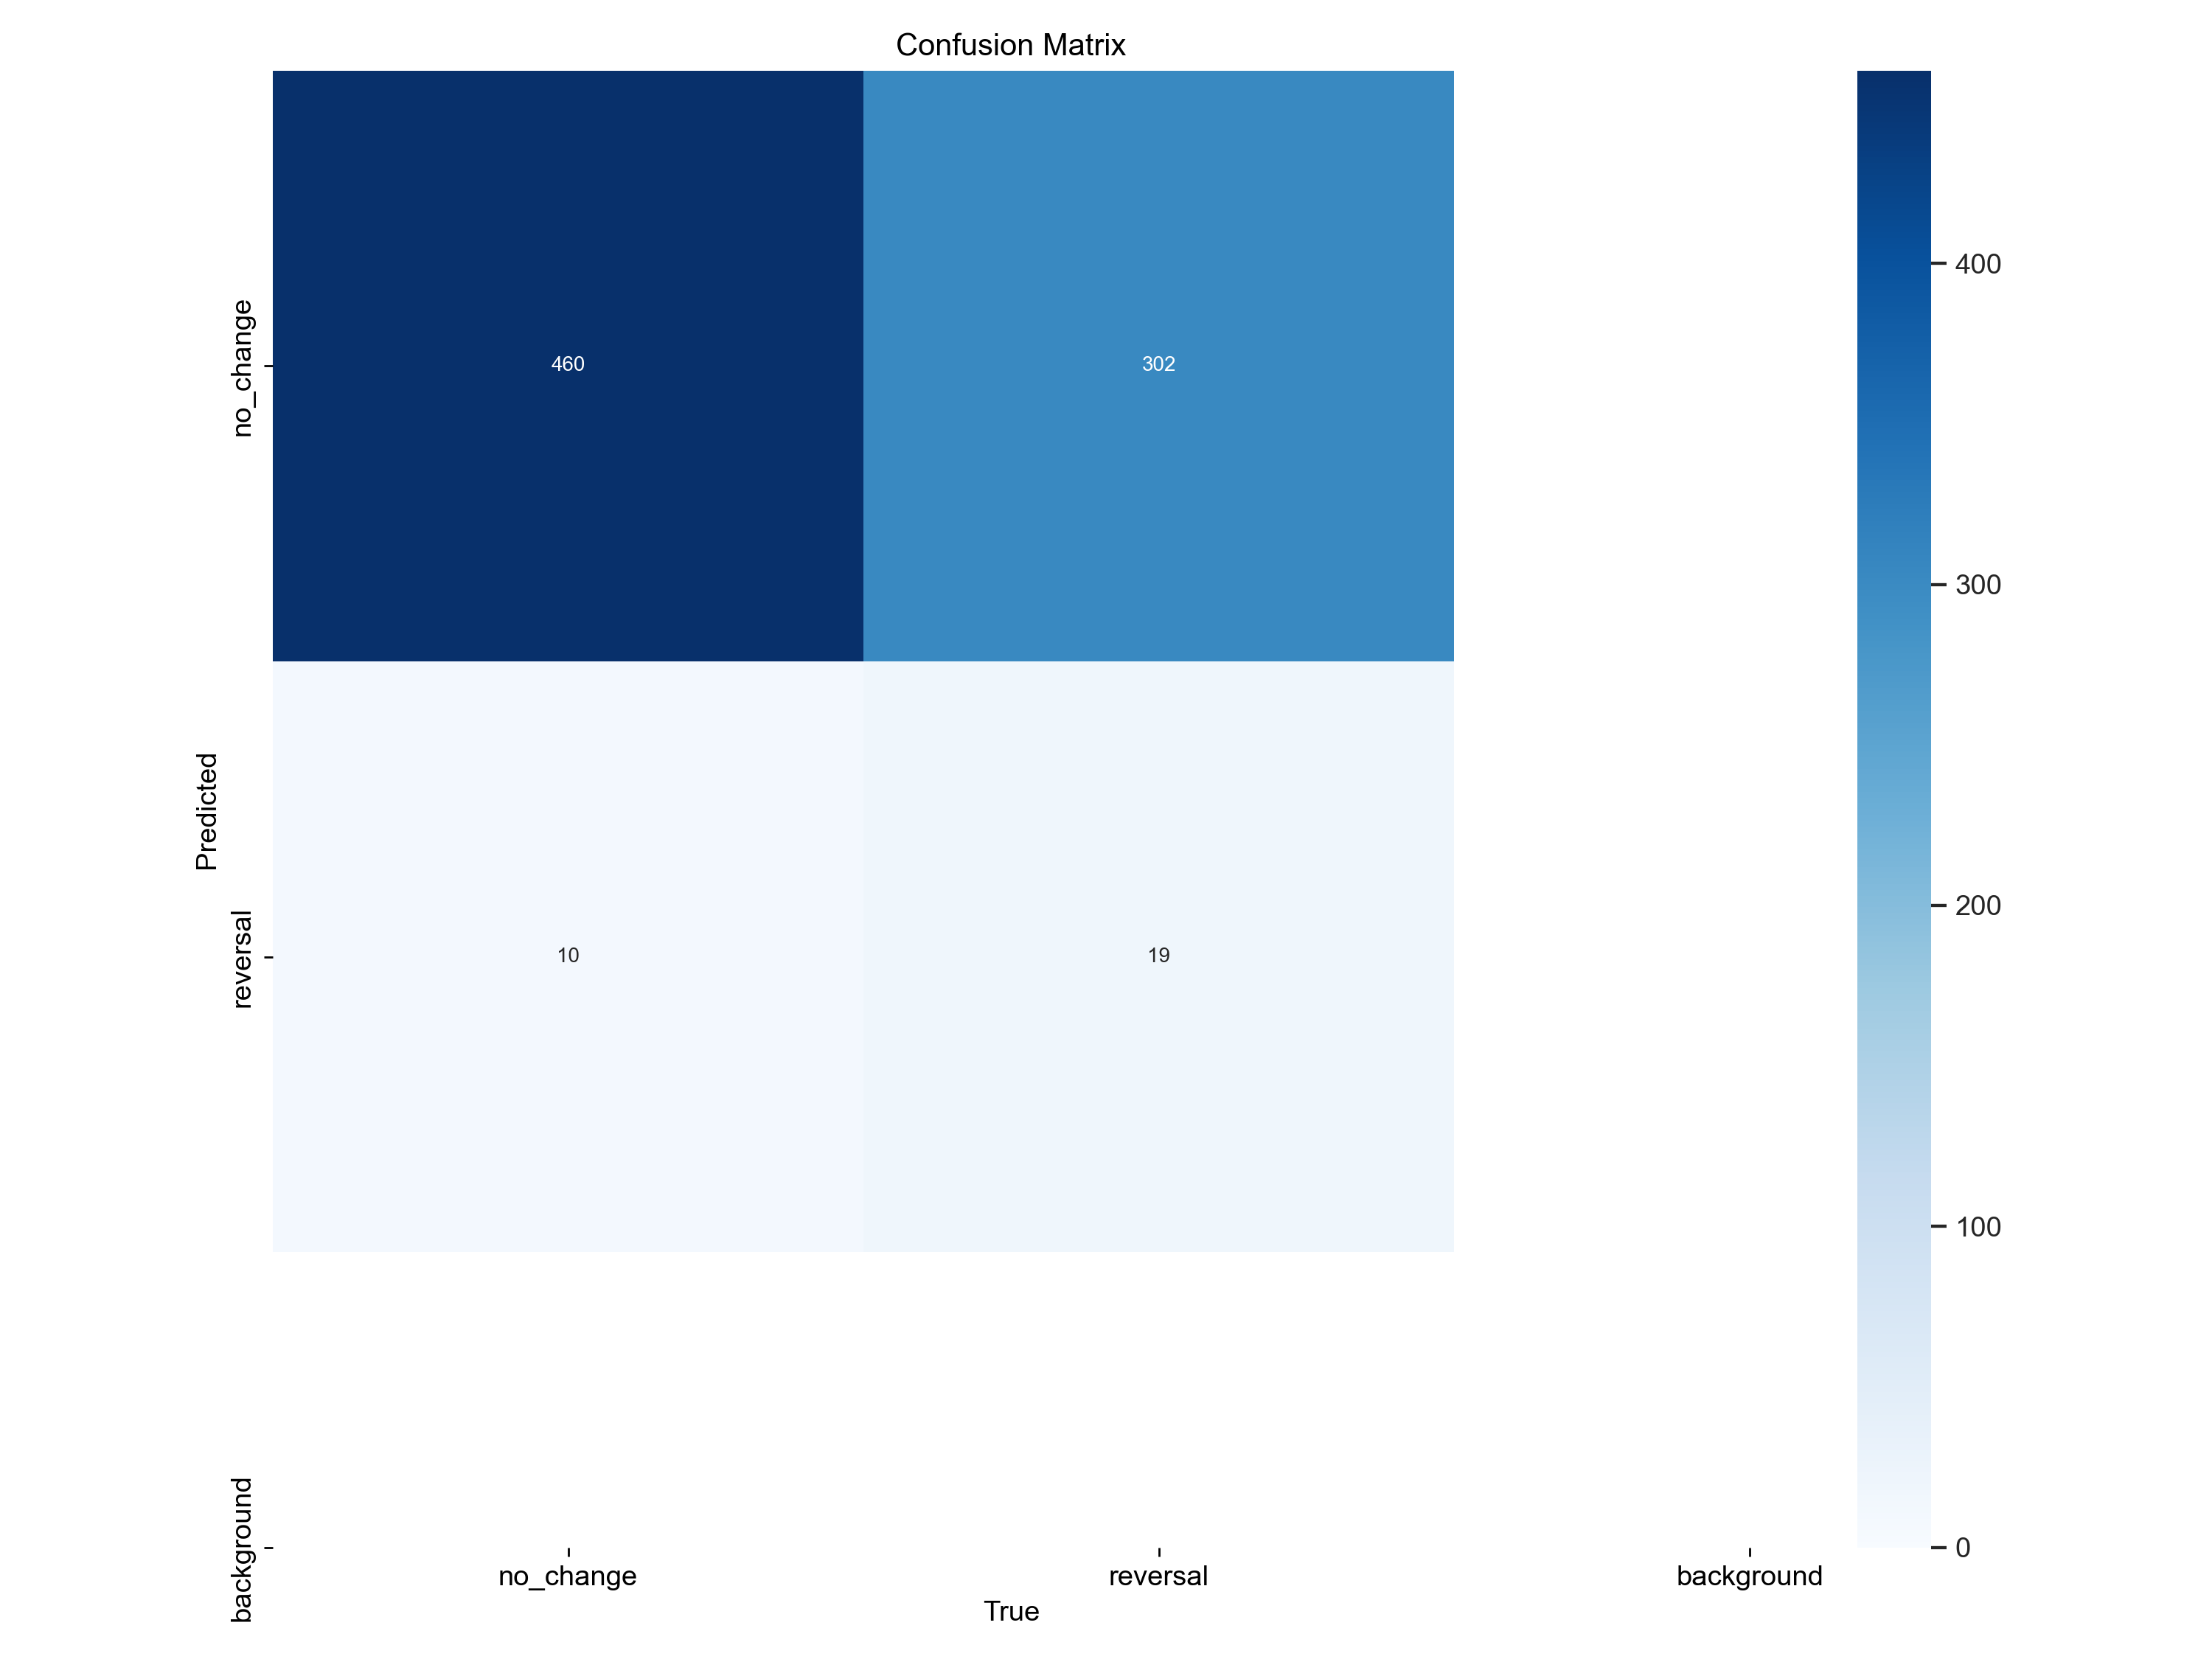 Confusion Matrix
no_change
460
302
400
300
Predicted
reversal
10
19
200
100
background
0
no_change
reversal
background
True